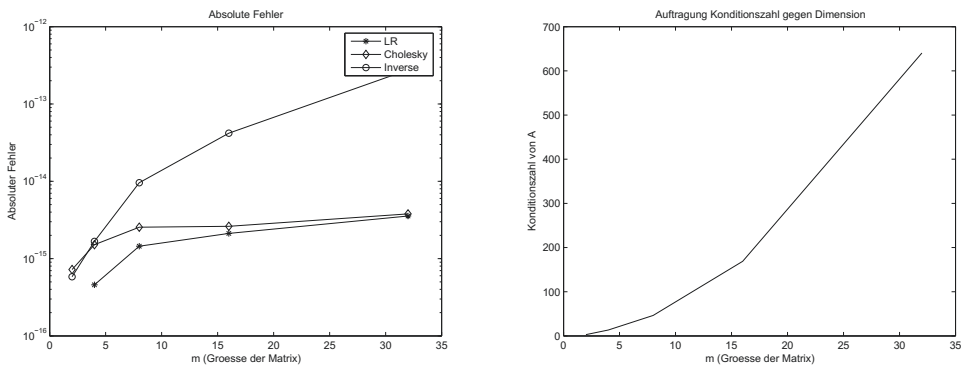 Absolute Fehler
10^-12
10^-13
10^-14
10^-15
10^-16
Absoluter Fehler
LR
Cholesky
Inverse
0 5 10 15 20 25 30 35
m (Groesse der Matrix)
Auftragung Konditionszahl gegen Dimension
700
600
500
400
300
200
100
0
Konditionszahl von A
0 5 10 15 20 25 30 35
m (Groesse der Matrix)